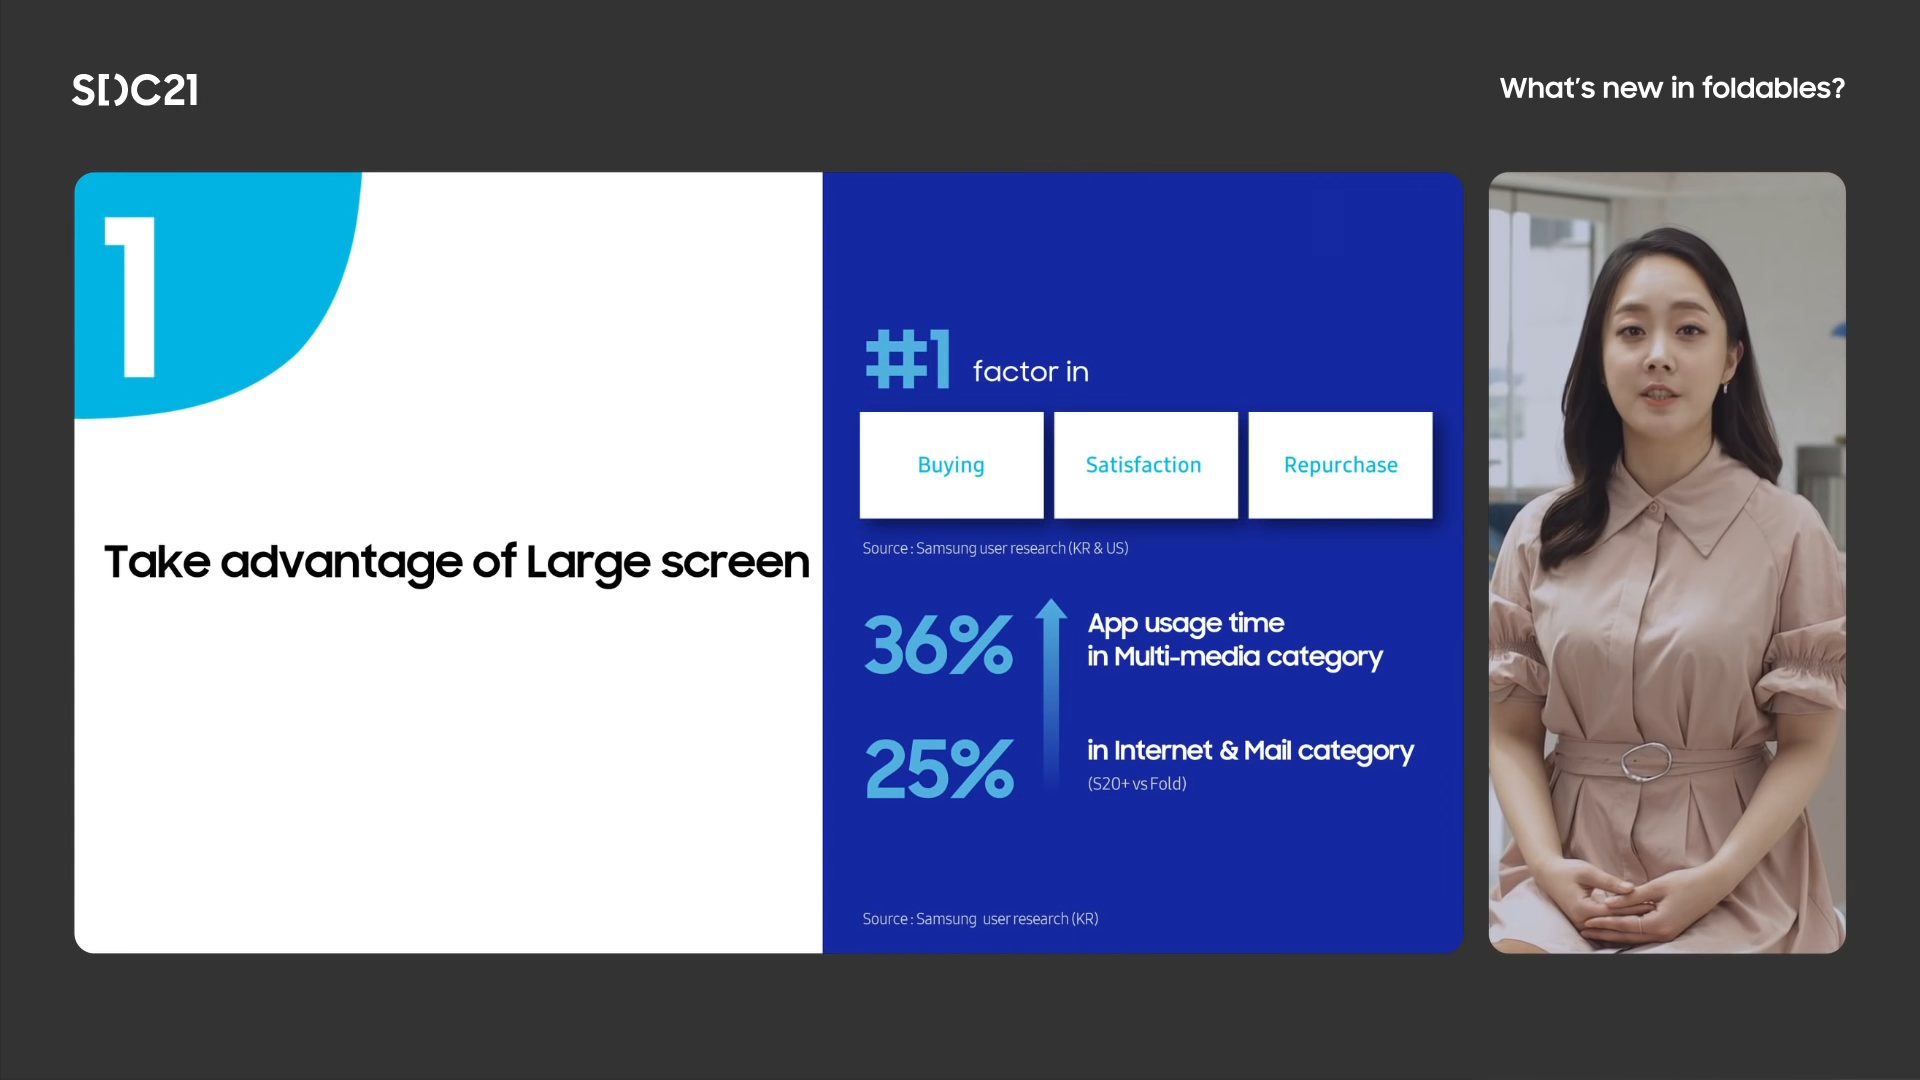 SDC21
What's new in foldables?
1
Take advantage of Large screen
#1 factor in
Buying
Satisfaction
Repurchase
Source : Samsung user research (KR & US)
36%
App usage time
in Multi-media category
25%
in Internet & Mail category
(S20+ vs Fold)
Source : Samsung user research (KR)